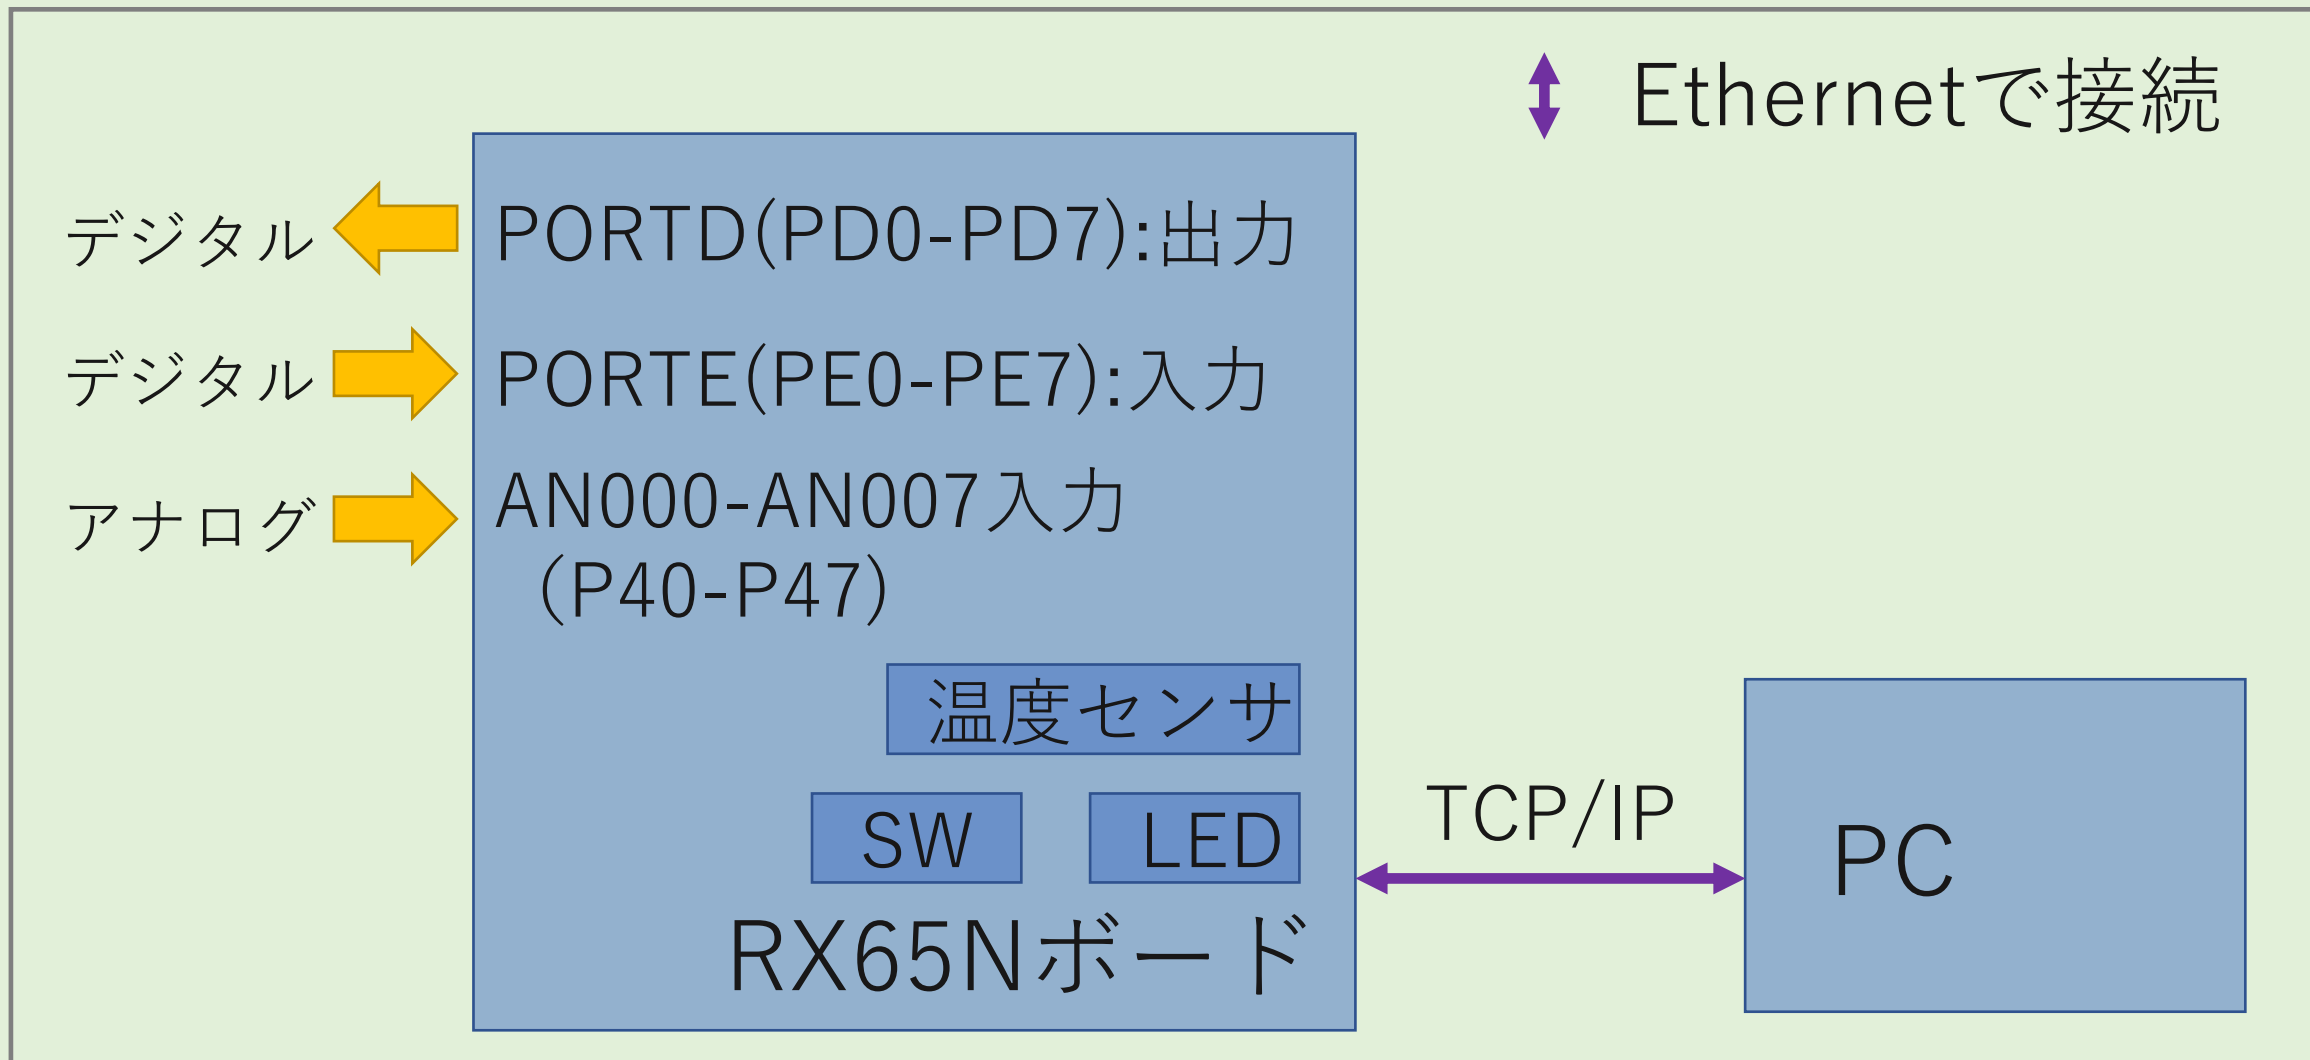 Ethernetで接続
デジタル
PORTD(PD0-PD7):出力
デジタル
PORTE(PE0-PE7):入力
アナログ
AN000-AN007入力
(P40-P47)
温度センサ
SW
LED
RX65Nボード
TCP/IP
PC